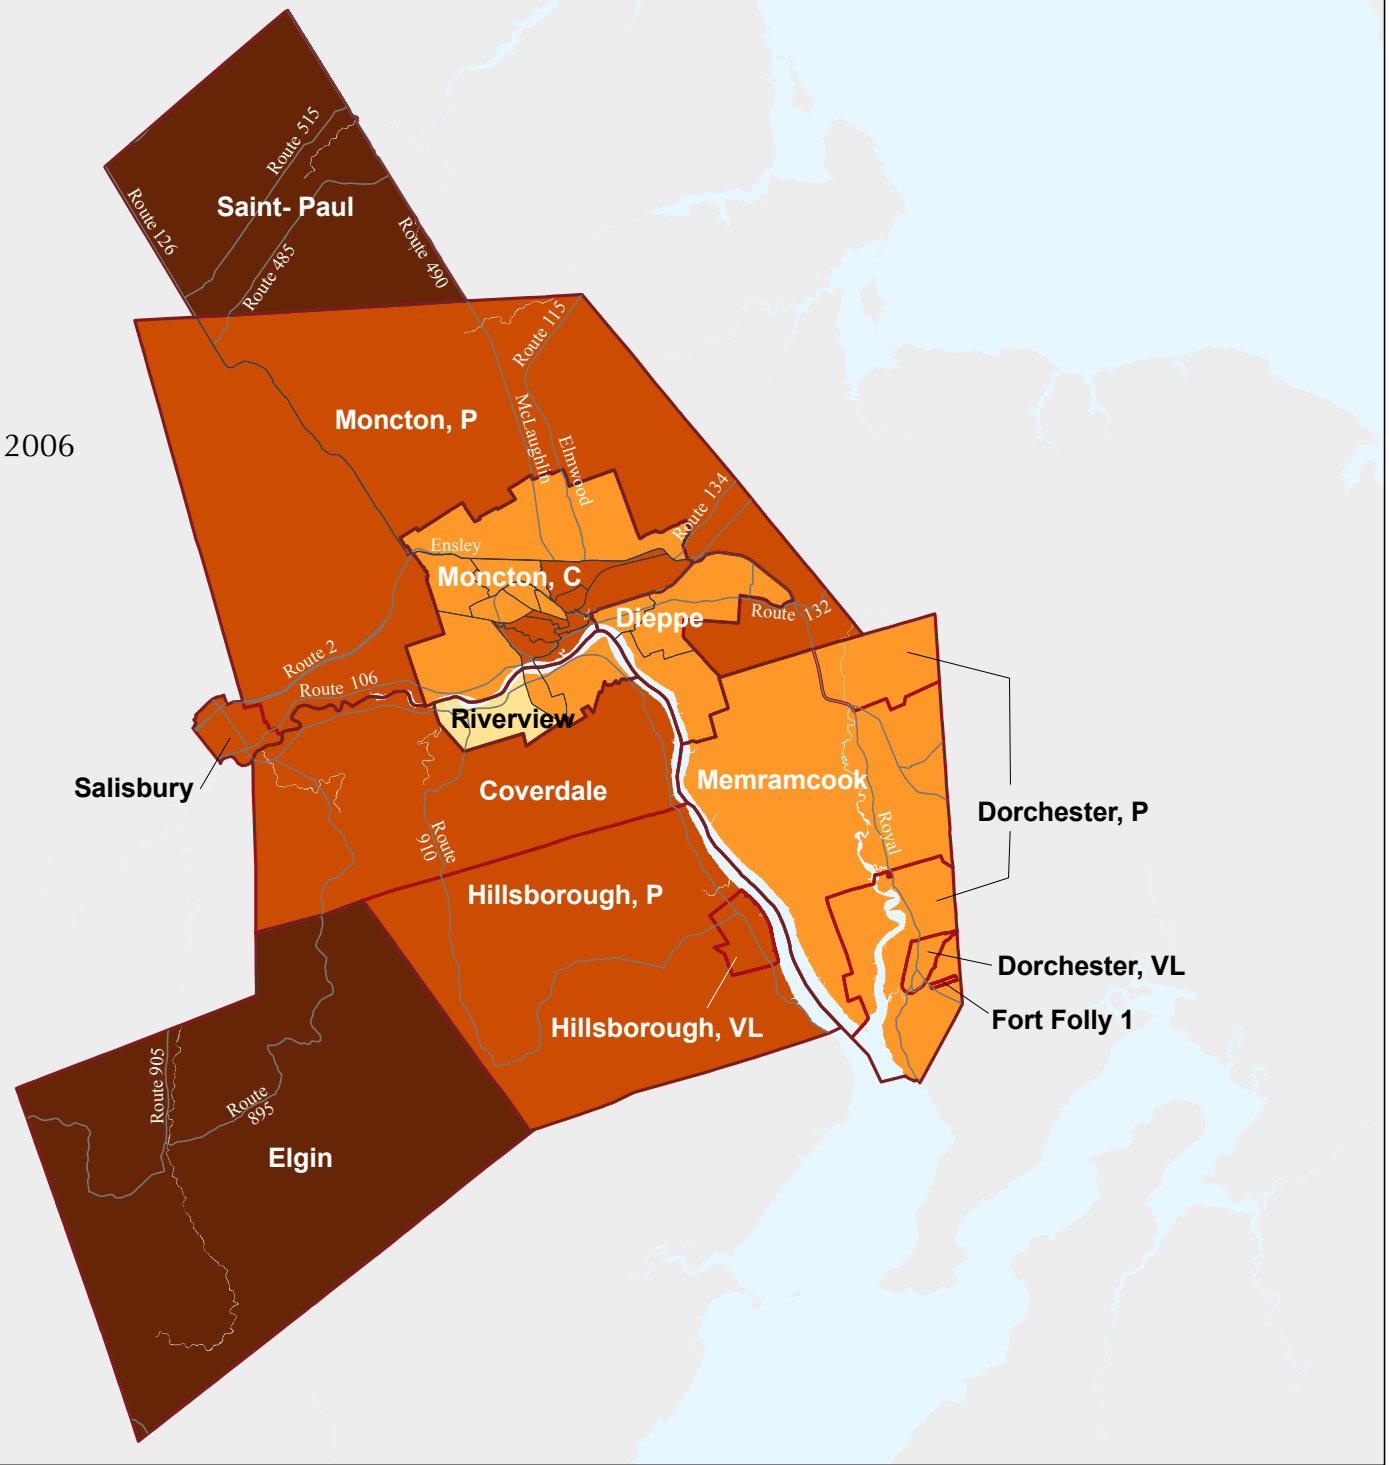 Route 515
Saint- Paul
Route 126
Route 490
Route 485
Route 115
Moncton, P
McLaughlin
Elmwood
2006
Route 134
Ensley
Moncton, C
Dieppe
Route 132
Route 2
Route 106
Riverview
Salisbury
Coverdale
Memramcook
Dorchester, P
Royal
Route
910
Hillsborough, P
Dorchester, VL
Fort Folly 1
Hillsborough, VL
Route 905
Route
895
Elgin